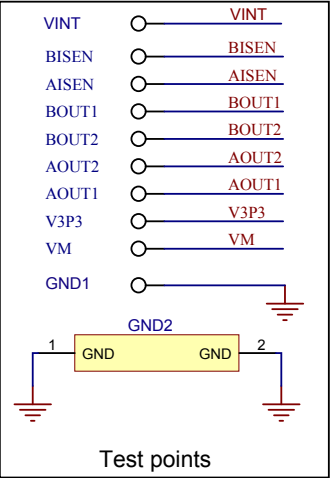 VINT VINT
BISEN BISEN
AISEN AISEN
BOUT1 BOUT1
BOUT2 BOUT2
AOUT2 AOUT2
AOUT1 AOUT1
V3P3 V3P3
VM VM
GND1
GND2
1 GND GND 2
Test points